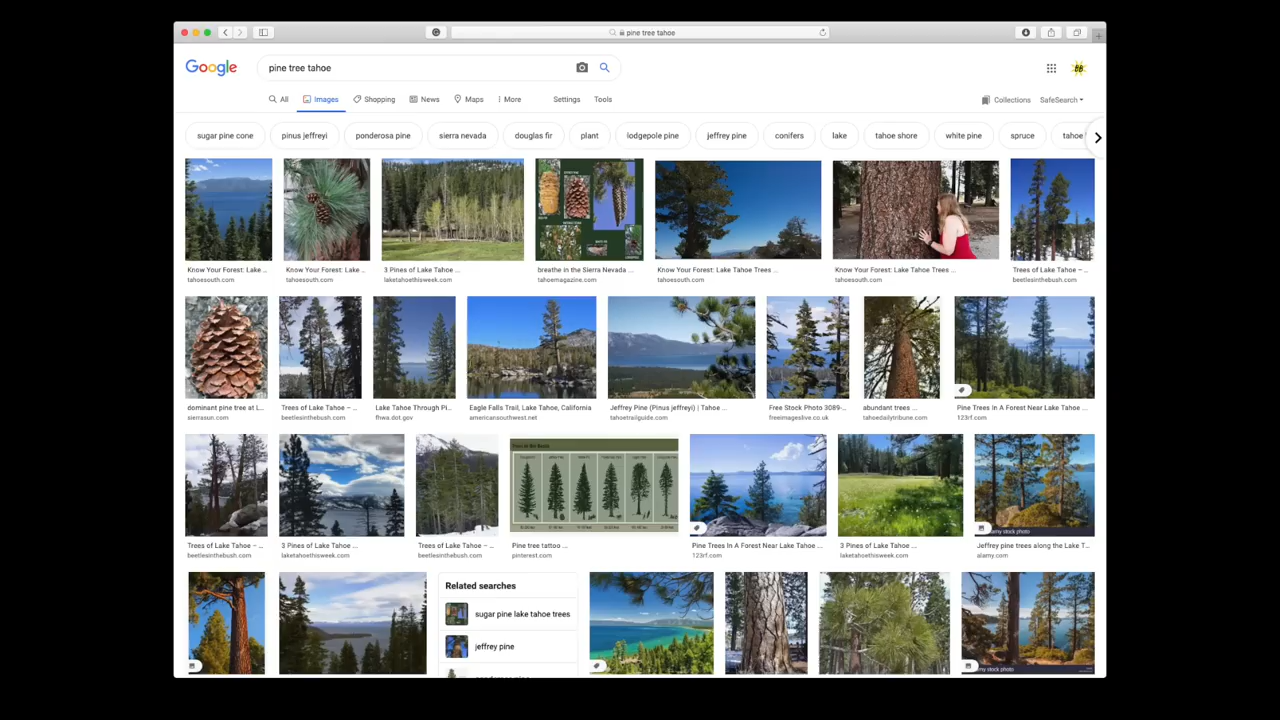 pine tree tahoe
Google
pine tree tahoe
BB
All
Images
Shopping
News
Maps
More
Settings
Tools
Collections
SafeSearch
sugar pine cone
pinus jeffreyi
ponderosa pine
sierra nevada
douglas fir
plant
lodgepole pine
jeffrey pine
conifers
lake
tahoe shore
white pine
spruce
tahoe
Know Your Forest: Lake ...
tahoesouth.com
Know Your Forest: Lake ...
tahoesouth.com
3 Pines of Lake Tahoe ...
laketahoethisweek.com
breathe in the Sierra Nevada ...
tahoemagazine.com
Know Your Forest: Lake Tahoe Trees ...
tahoesouth.com
Know Your Forest: Lake Tahoe Trees ...
tahoesouth.com
Trees of Lake Tahoe – ...
beetlesinthebush.com
dominant pine tree at L...
sierrasun.com
Trees of Lake Tahoe – ...
beetlesinthebush.com
Lake Tahoe Through Pi...
fhwa.dot.gov
Eagle Falls Trail, Lake Tahoe, California
americansouthwest.net
Jeffrey Pine (Pinus jeffreyi) | Tahoe ...
tahoetrailguide.com
Free Stock Photo 3089-...
freeimageslive.co.uk
abundant trees ...
tahoedailytribune.com
Pine Trees In A Forest Near Lake Tahoe ...
123rf.com
Trees of Lake Tahoe – ...
beetlesinthebush.com
3 Pines of Lake Tahoe ...
laketahoethisweek.com
Trees of Lake Tahoe – ...
beetlesinthebush.com
Pine tree tattoo ...
pinterest.com
Pine Trees In A Forest Near Lake Tahoe ...
123rf.com
3 Pines of Lake Tahoe ...
laketahoethisweek.com
stock photo
Jeffrey pine trees along the Lake T...
alamy.com
Related searches
sugar pine lake tahoe trees
jeffrey pine
stock photo